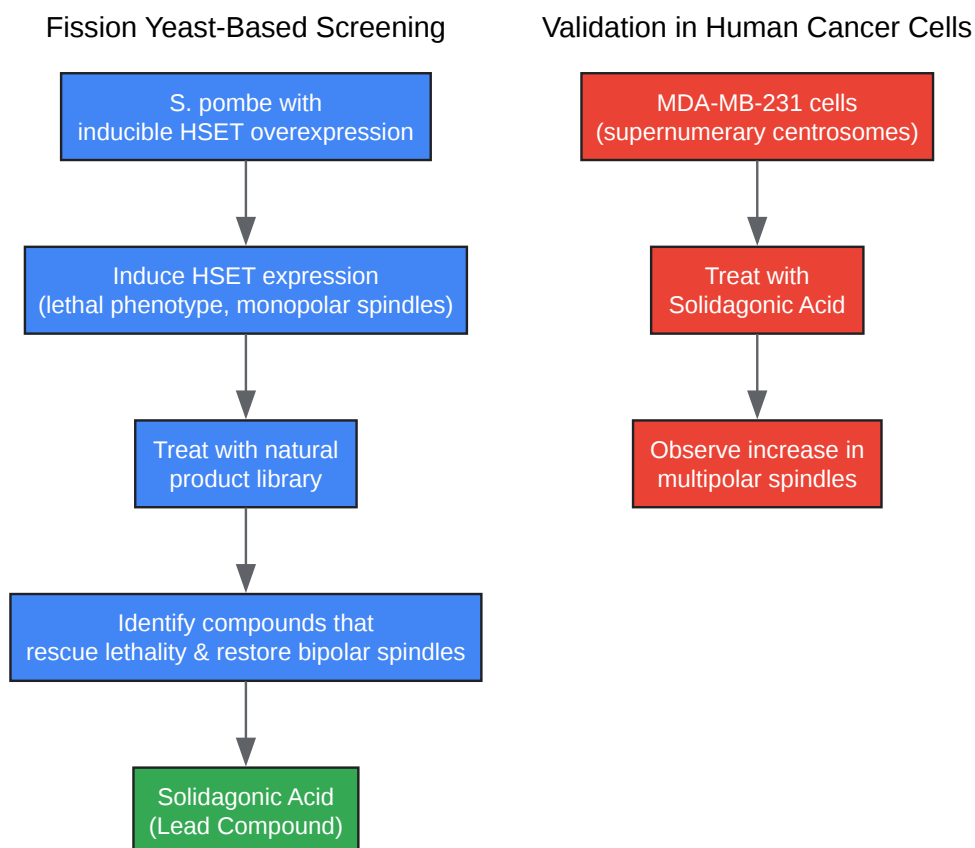 Fission Yeast-Based Screening
S. pombe with
inducible HSET overexpression
Induce HSET expression
(lethal phenotype, monopolar spindles)
Treat with natural
product library
Identify compounds that
rescue lethality & restore bipolar spindles
Solidagonic Acid
(Lead Compound)
Validation in Human Cancer Cells
MDA-MB-231 cells
(supernumerary centrosomes)
Treat with
Solidagonic Acid
Observe increase in
multipolar spindles